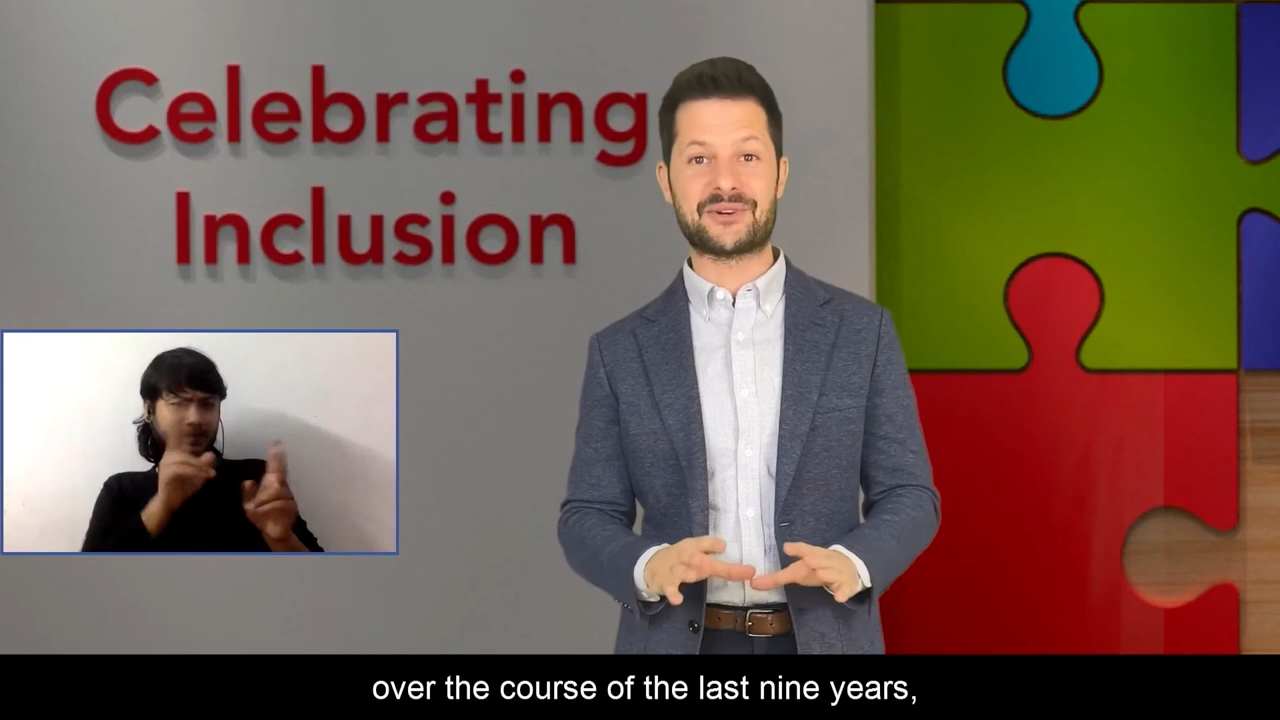 Celebrating
Inclusion
over the course of the last nine years,